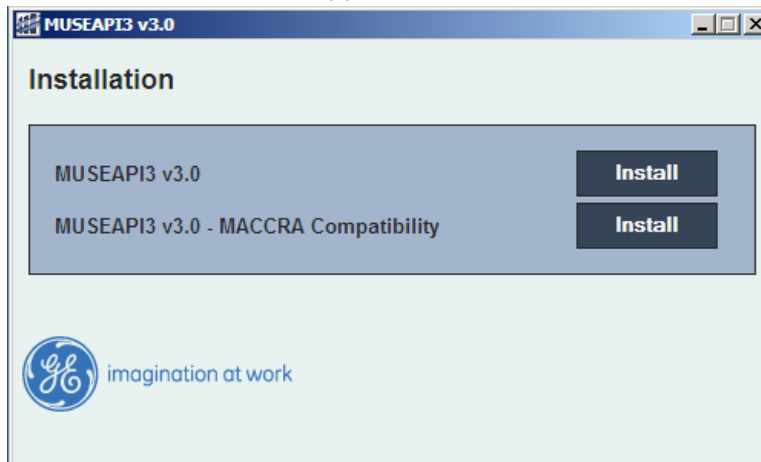 MUSEAPI3 v3.0
Installation
MUSEAPI3 v3.0 Install
MUSEAPI3 v3.0 - MACCRA Compatibility Install
GE imagination at work